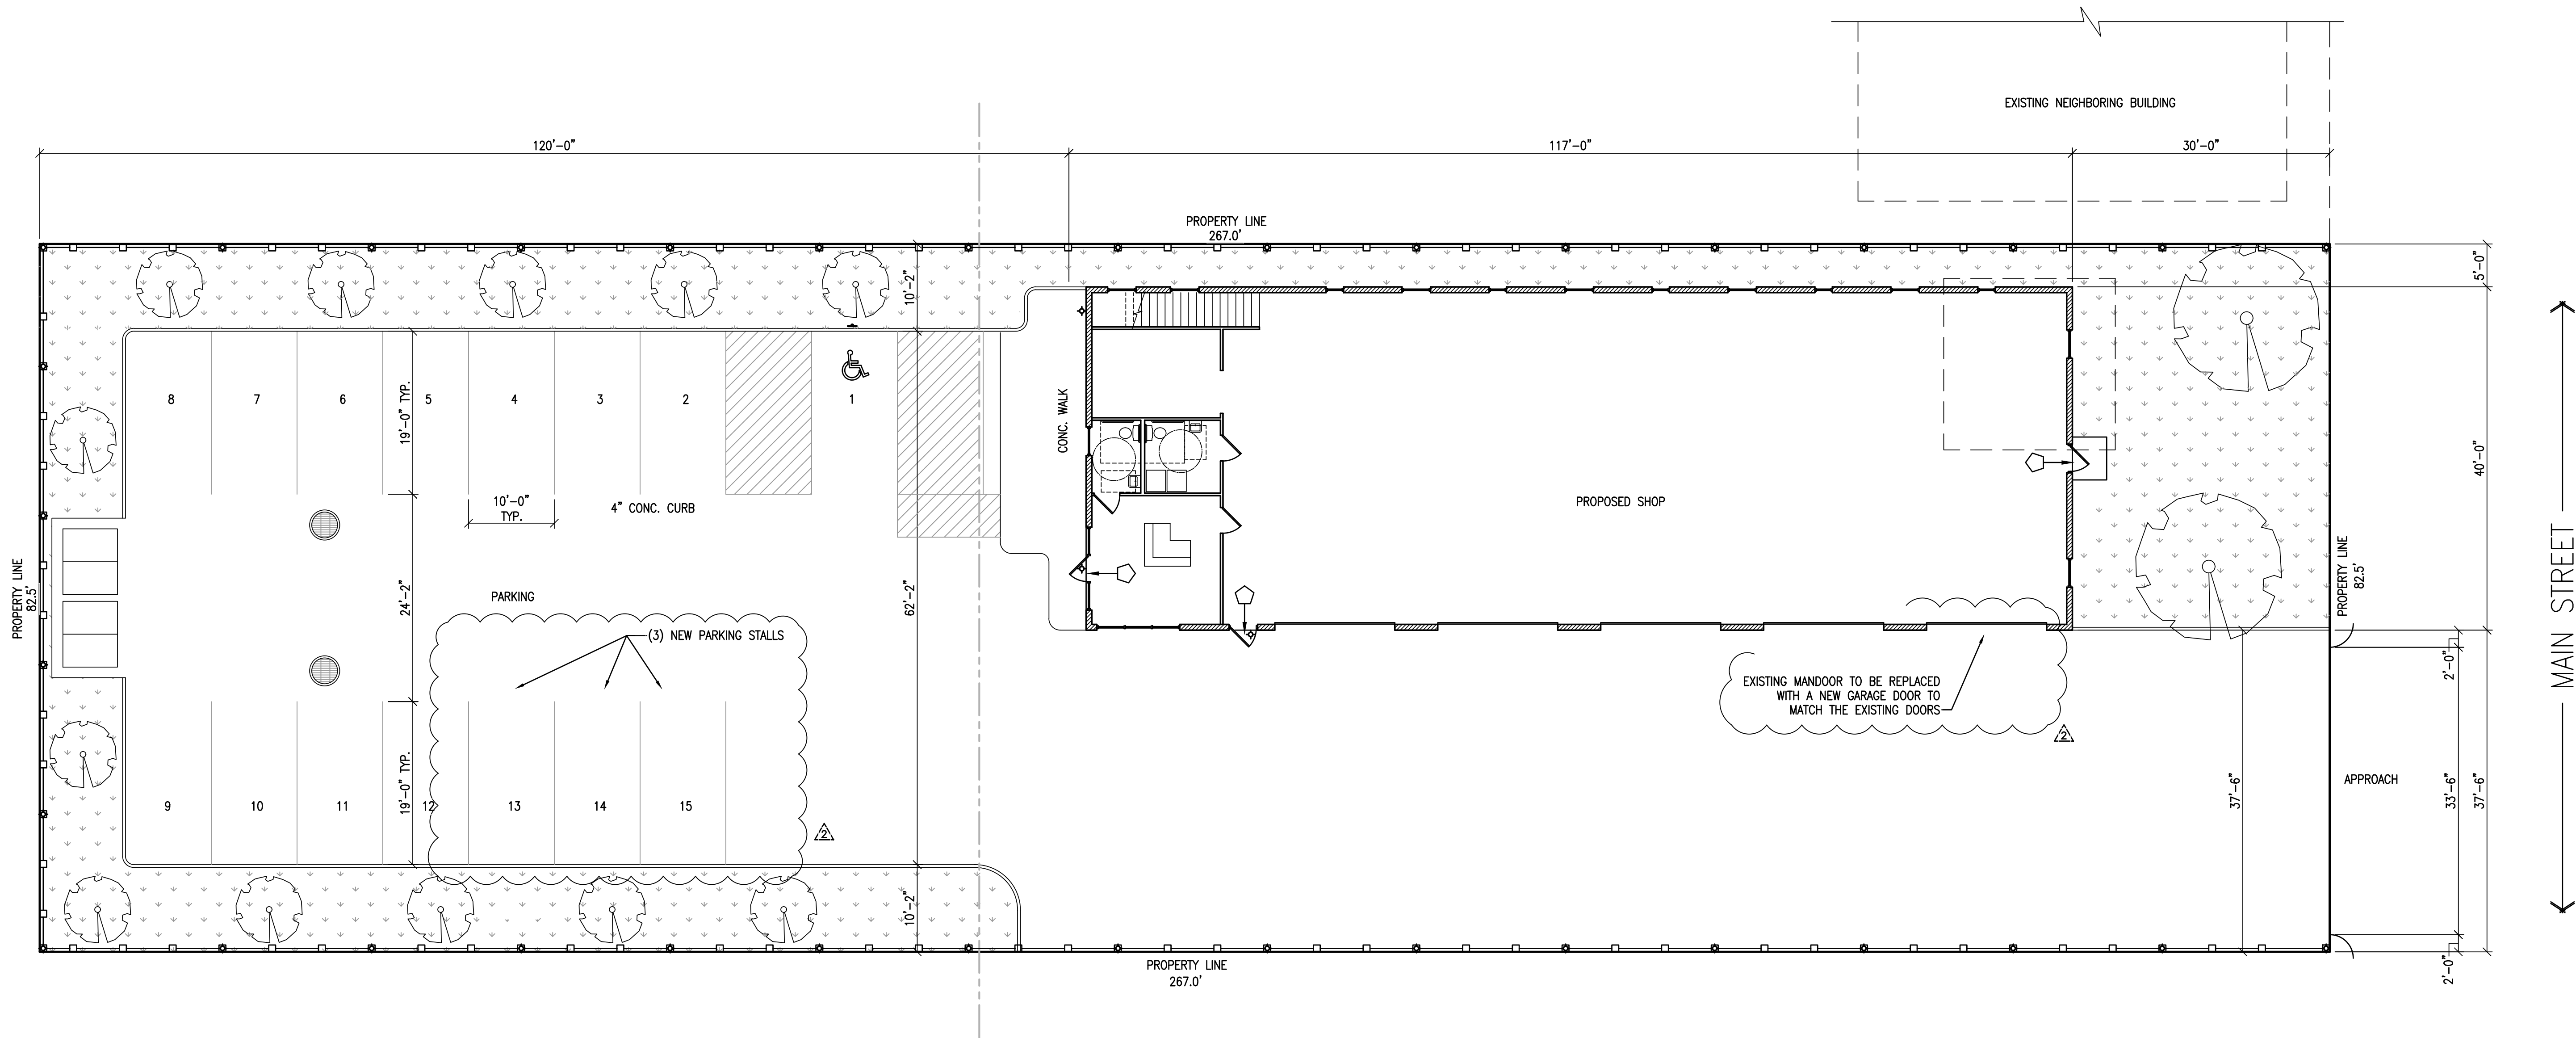 EXISTING NEIGHBORING BUILDING
120'-0"
117'-0"
30'-0"
PROPERTY LINE
267.0'
5'-0"
10'-2"
8
7
6
5
4
3
2
1
19'-0" TYP.
CONC. WALK
40'-0"
10'-0"
TYP.
4" CONC. CURB
PROPOSED SHOP
PROPERTY LINE
82.5'
24'-2"
PARKING
62'-2"
(3) NEW PARKING STALLS
EXISTING MANDOOR TO BE REPLACED
WITH A NEW GARAGE DOOR TO
MATCH THE EXISTING DOORS
2
PROPERTY LINE
82.5'
MAIN STREET
2'-0"
APPROACH
37'-6"
33'-6"
37'-6"
19'-0" TYP.
9
10
11
12
13
14
15
2
10'-2"
2'-0"
PROPERTY LINE
267.0'